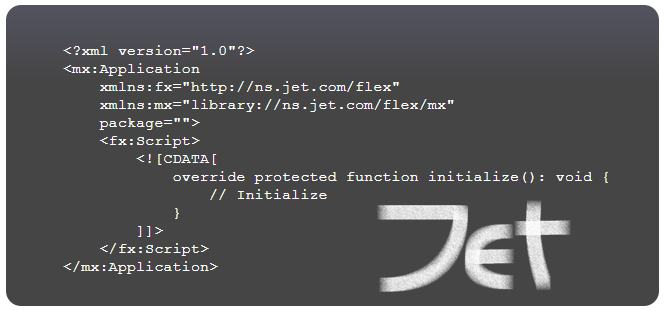 <?xml version="1.0"?>
<mx:Application
    xmlns:fx="http://ns.jet.com/flex"
    xmlns:mx="library://ns.jet.com/flex/mx"
    package="">
    <fx:Script>
        <![CDATA[
            override protected function initialize(): void {
                // Initialize
            }
        ]]>
    </fx:Script>
</mx:Application>
Jet